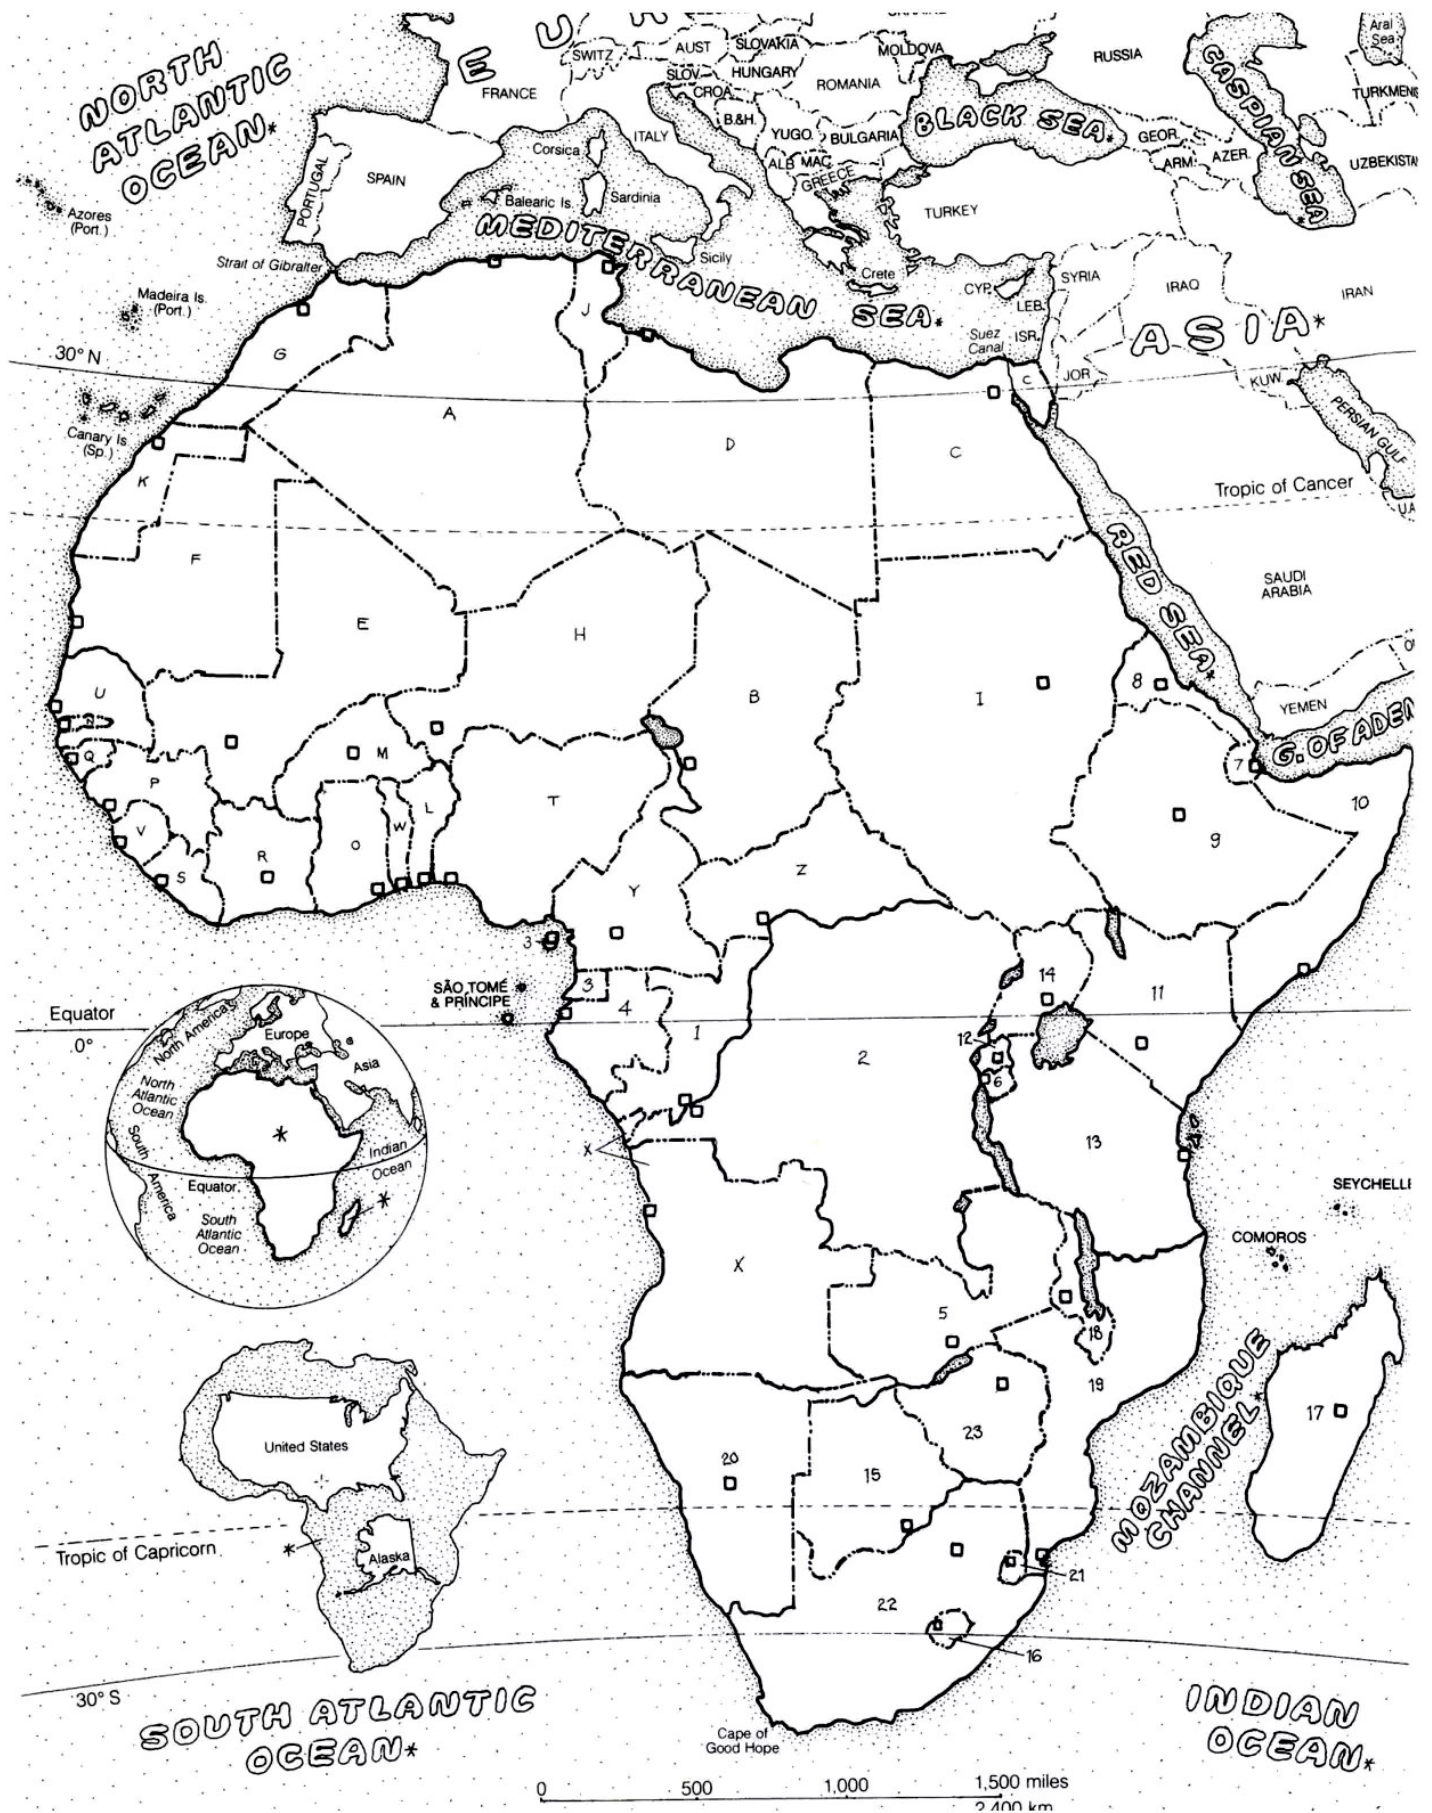 NORTH
ATLANTIC
OCEAN*
E
U
R
SWITZ
AUST
SLOVAKIA
MOLDOVA
RUSSIA
Aral
Sea
FRANCE
SLOV.
HUNGARY
CROA.
ROMANIA
CASPIAN SEA*
TURKMENIS
ITALY
B.&H.
YUGO.
BULGARIA
BLACK SEA*
GEOR.
ARM.
AZER.
UZBEKISTAN
Corsica
ALB.
MAC.
GREECE
PORTUGAL
SPAIN
Balearic Is.
Sardinia
TURKEY
Azores
(Port.)
MEDITERRANEAN SEA*
Strait of Gibralter
Sicily
Crete
CYP.
SYRIA
LEB.
IRAQ
IRAN
Madeira Is.
(Port.)
Suez
Canal
ISR.
ASIA*
30° N
G
J
C
JOR.
KUW.
PERSIAN GULF
Canary Is.
(Sp.)
A
D
C
K
Tropic of Cancer
U.A
F
RED SEA*
SAUDI
ARABIA
E
H
I
B
8
U
N
YEMEN
G. OF ADEN
Q
P
M
7
L
T
10
V
W
O
R
S
9
Z
Y
3
SÃO TOMÉ
& PRÍNCIPE
3
4
14
11
Equator
0°
1
2
12
6
North America
Europe
Asia
North
Atlantic
Ocean
*
South America
Indian
Ocean
Equator
*
South
Atlantic
Ocean
X
13
SEYCHELLE
COMOROS
X
5
18
19
MOZAMBIQUE
CHANNEL*
17
United States
20
23
15
Tropic of Capricorn
*
Alaska
21
22
16
30° S
SOUTH ATLANTIC
OCEAN*
Cape of
Good Hope
INDIAN
OCEAN*
0 500 1,000 1,500 miles
2,400 km